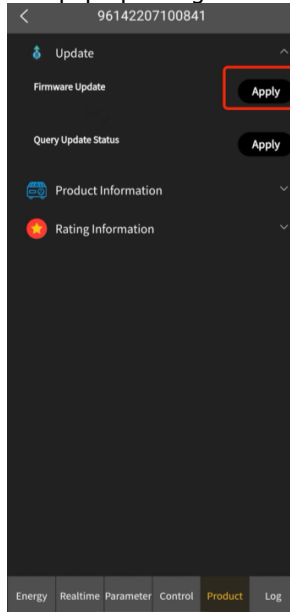 96142207100841
Update
Firmware Update
Apply
Query Update Status
Apply
Product Information
Rating Information
Energy Realtime Parameter Control Product Log